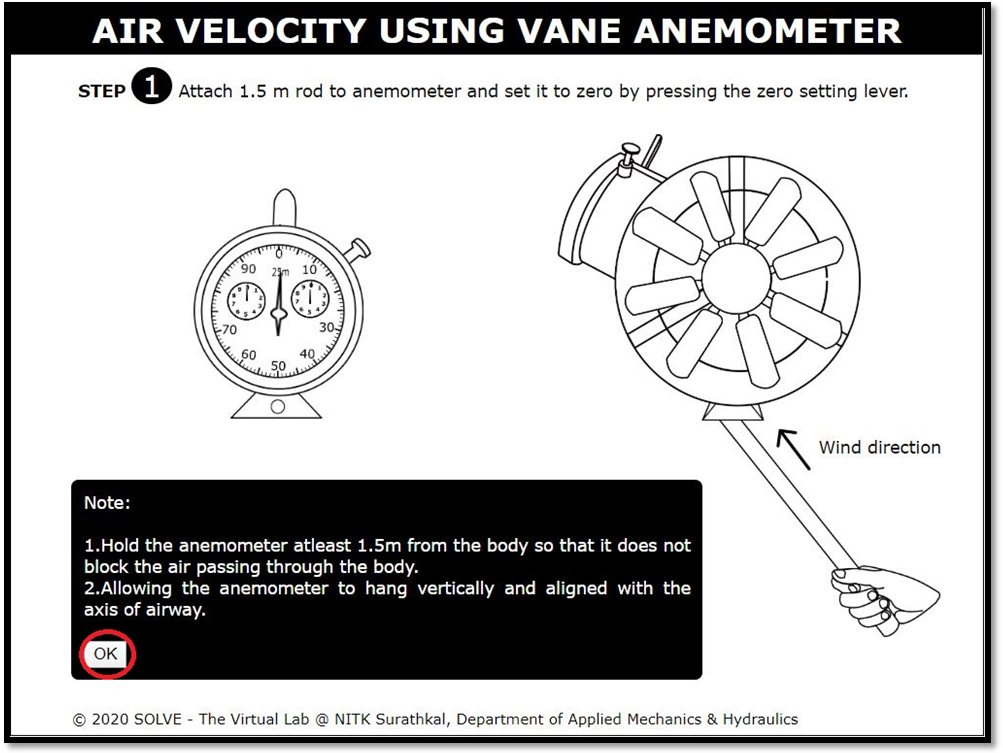 AIR VELOCITY USING VANE ANEMOMETER
STEP 1 Attach 1.5 m rod to anemometer and set it to zero by pressing the zero setting lever.
0
90 10
25m
70 30
60 40
50
Wind direction
Note:
1.Hold the anemometer atleast 1.5m from the body so that it does not
block the air passing through the body.
2.Allowing the anemometer to hang vertically and aligned with the
axis of airway.
OK
© 2020 SOLVE - The Virtual Lab @ NITK Surathkal, Department of Applied Mechanics & Hydraulics